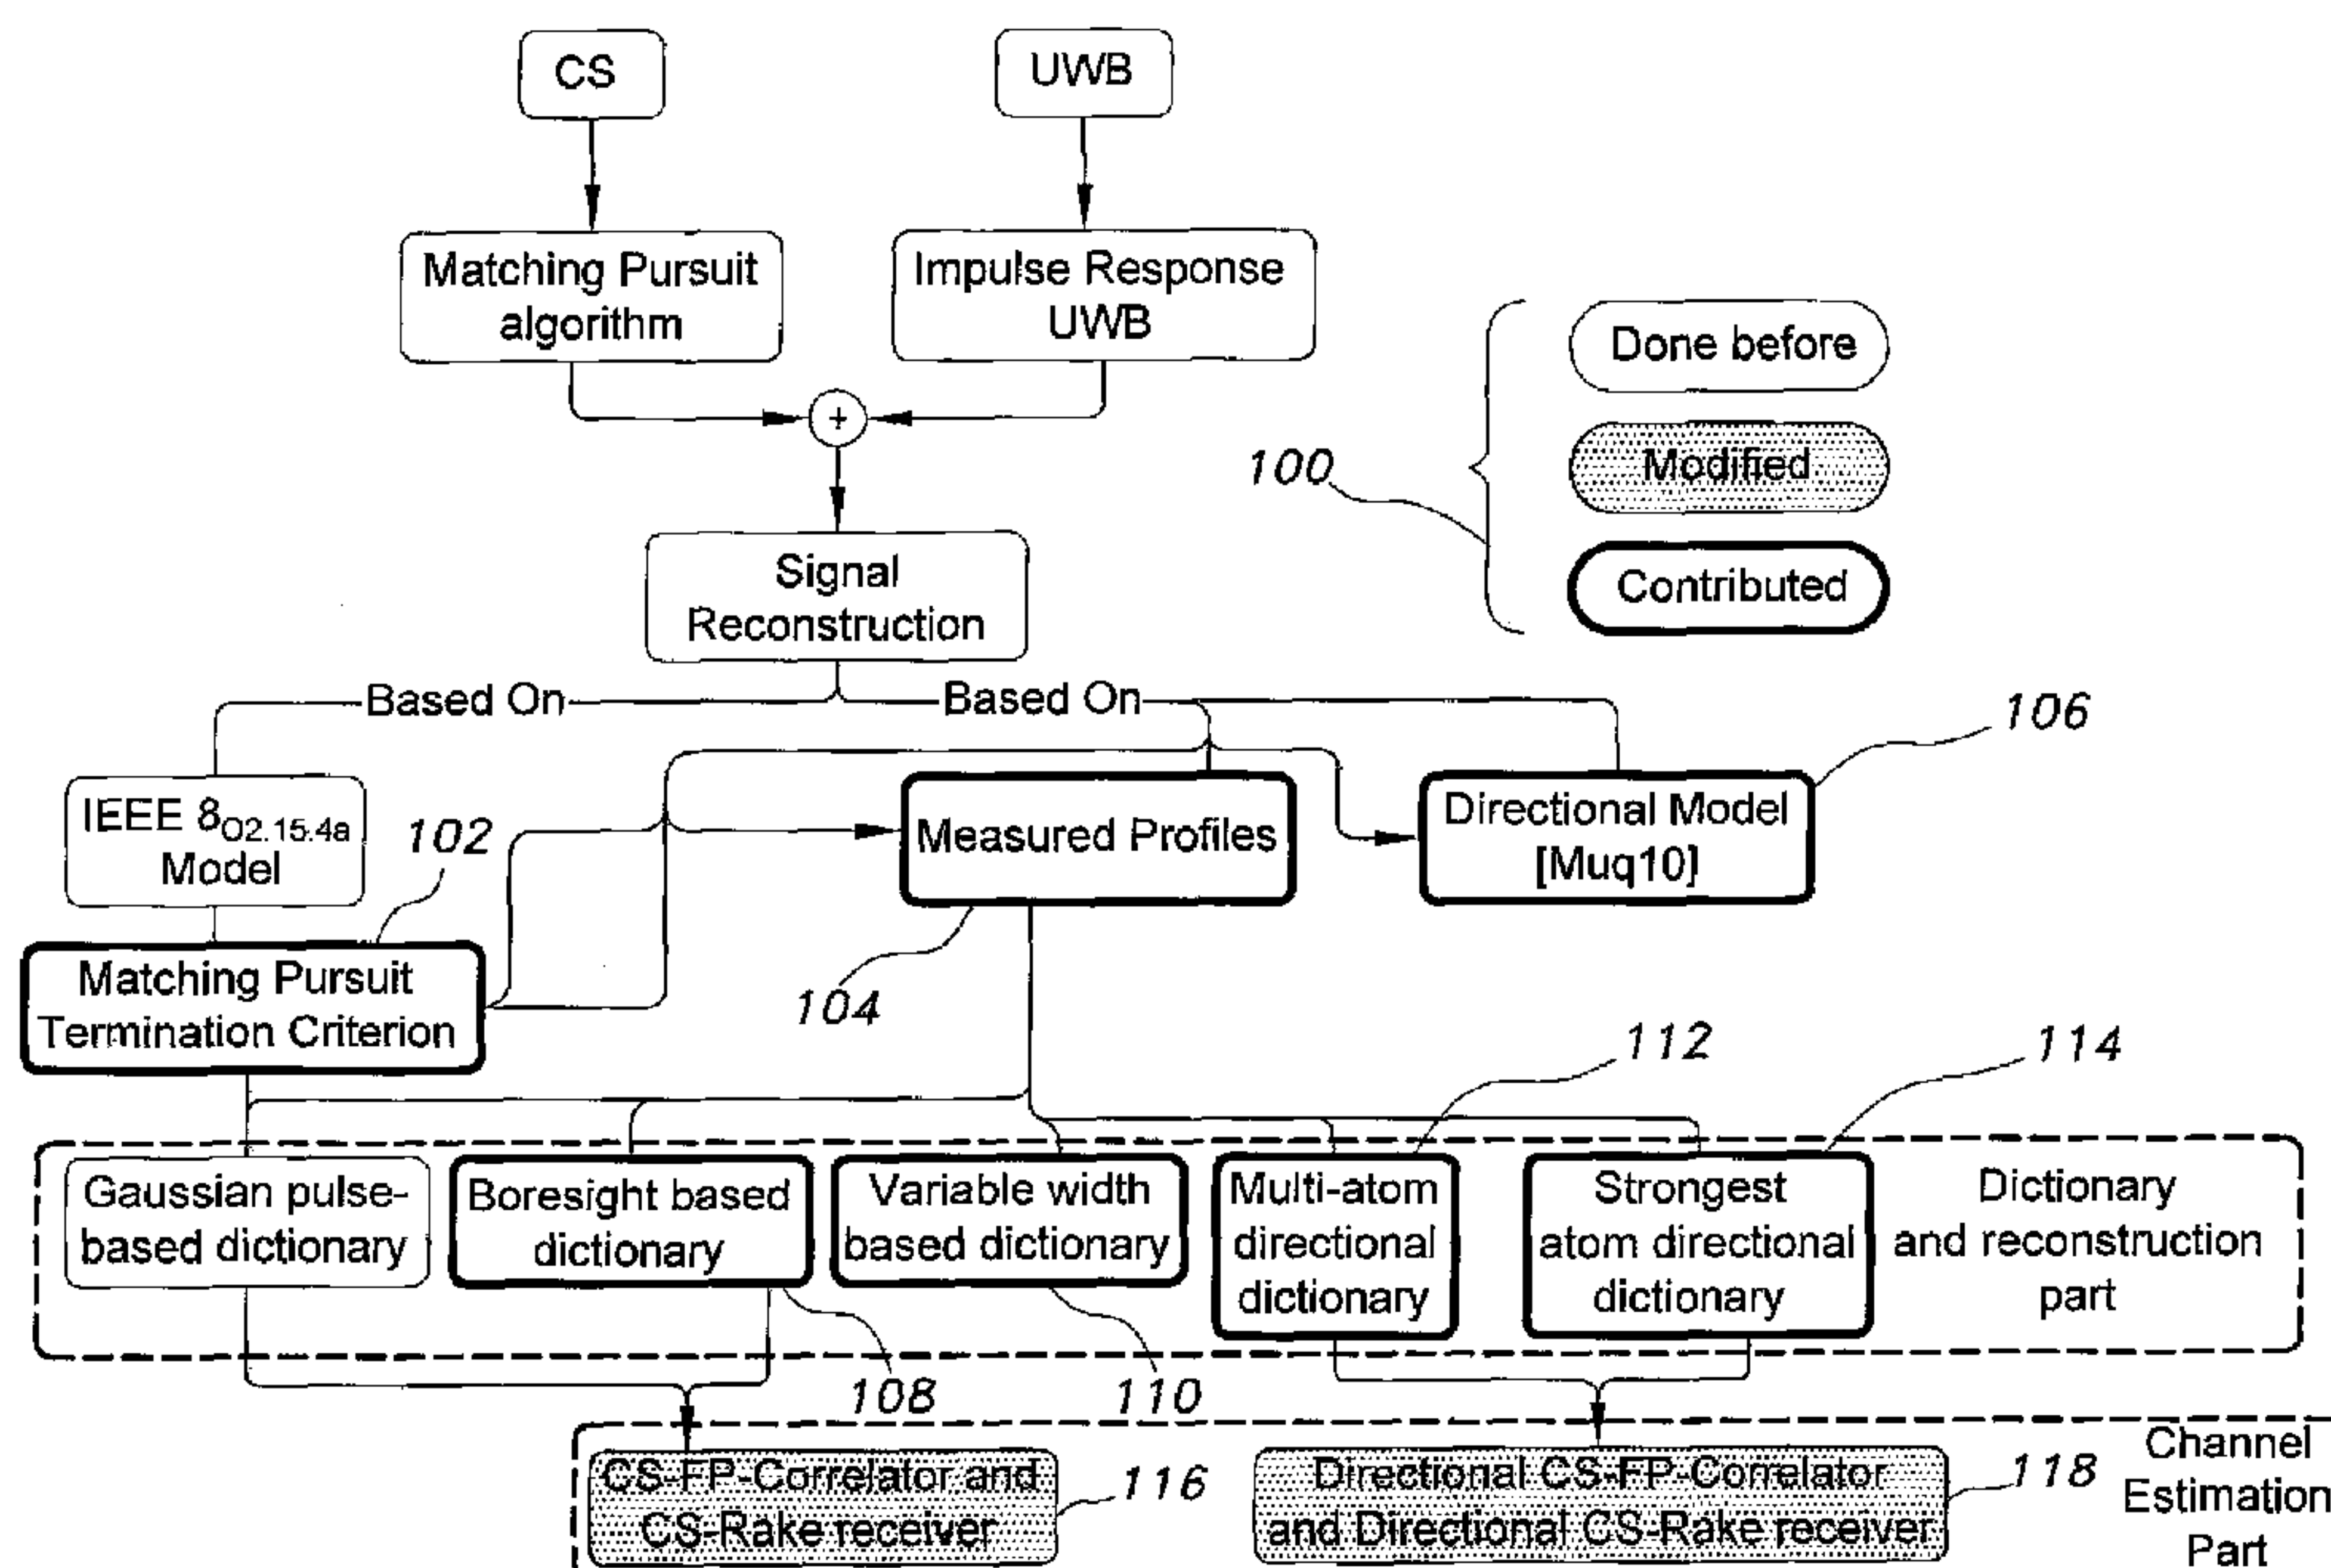 CS
UWB
Matching Pursuit
algorithm
Impulse Response
UWB
+
Done before
Modified
Contributed
100
Signal
Reconstruction
Based On
Based On
106
IEEE 8O2.15.4a
Model
102
Measured Profiles
Directional Model
[Muq10]
Matching Pursuit
Termination Criterion
104
112
114
Gaussian pulse-
based dictionary
Boresight based
dictionary
Variable width
based dictionary
Multi-atom
directional
dictionary
Strongest
atom directional
dictionary
Dictionary
and reconstruction
part
108
110
CS-FP-Correlator and
CS-Rake receiver
116
Directional CS-FP-Correlator
and Directional CS-Rake receiver
118
Channel
Estimation
Part